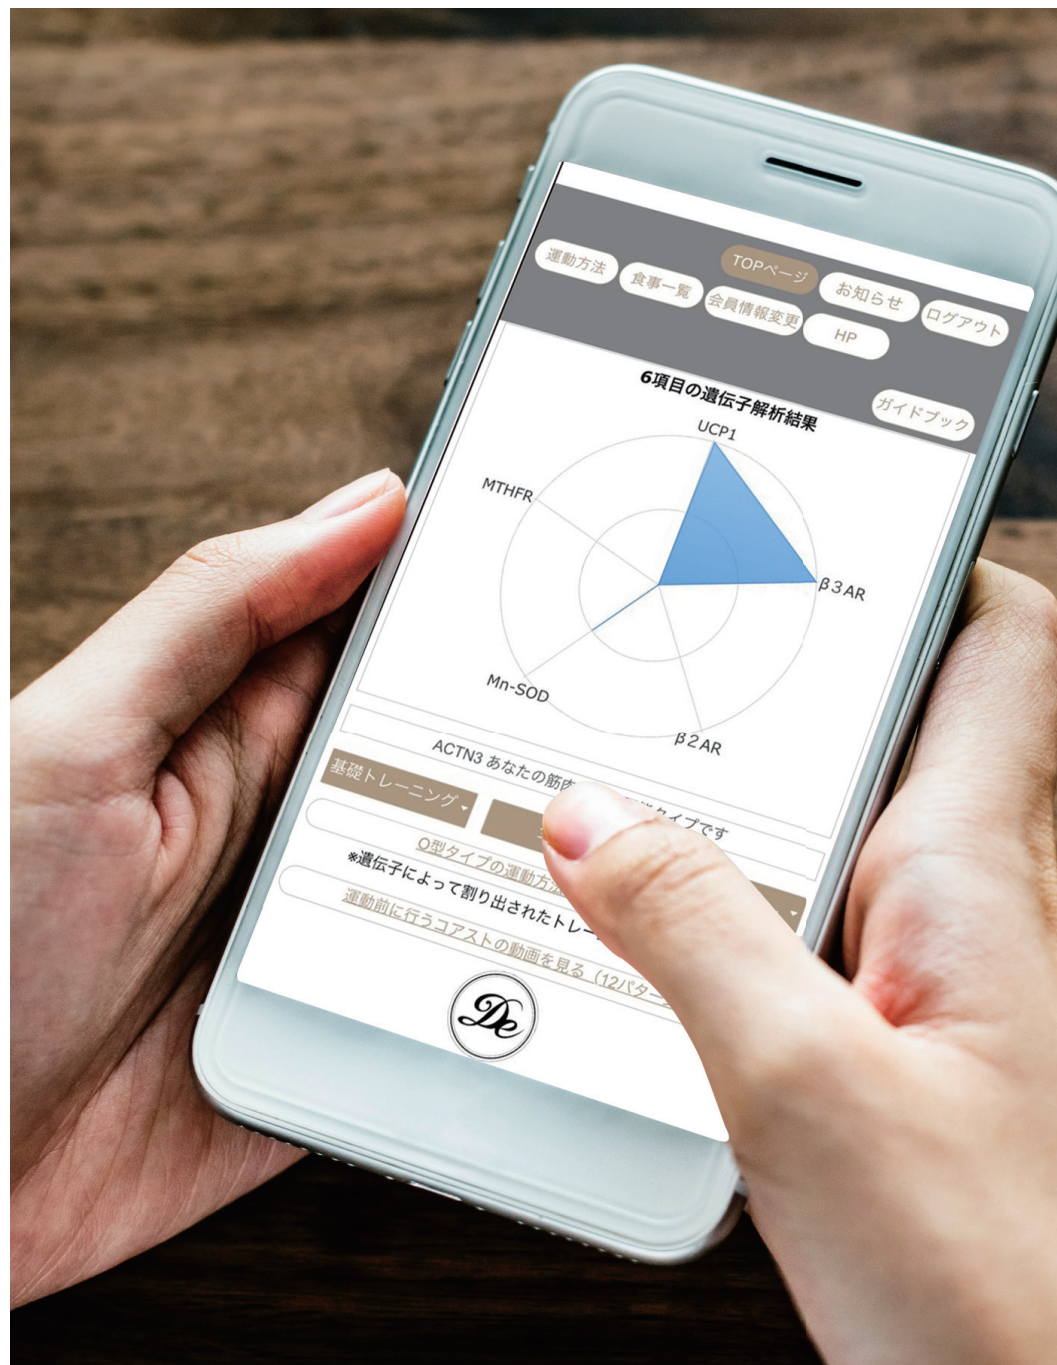 TOPページ
お知らせ
ログアウト
運動方法
食事一覧
会員情報変更
HP
ガイドブック
6項目の遺伝子解析結果
UCP1
MTHFR
β3AR
Mn-SOD
β2AR
ACTN3 あなたの筋肉 タイプです
基礎トレーニング
O型タイプの運動方法
※遺伝子によって割り出されたトレー
運動前に行うコアストの動画を見る（12パター
De